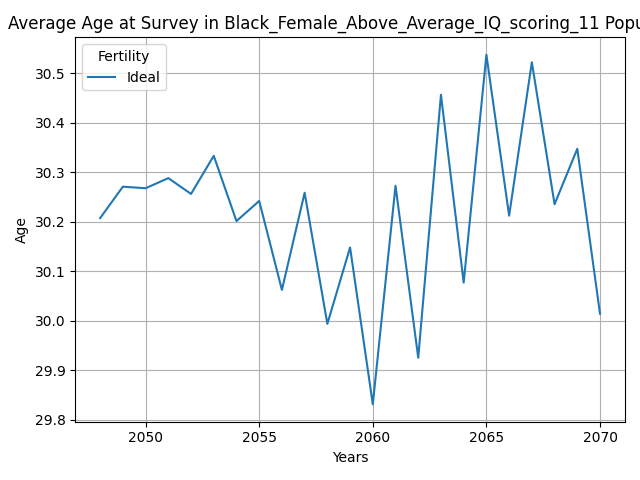 Average Age at Survey in Black_Female_Above_Average_IQ_scoring_11 Popu
Fertility
Ideal
30.5
30.4
30.3
30.2
30.1
30.0
29.9
29.8
Age
2050 2055 2060 2065 2070
Years